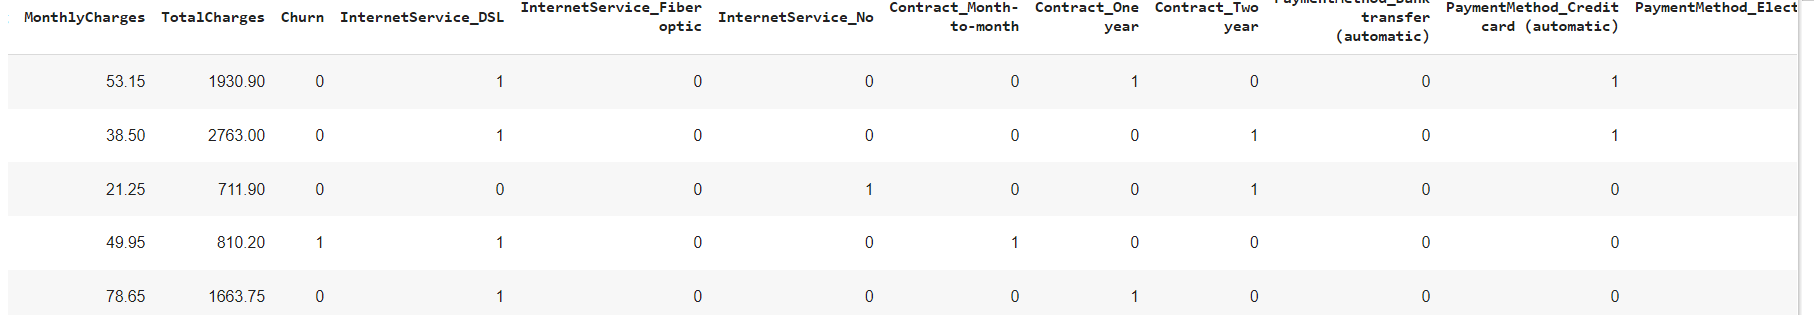 MonthlyCharges TotalCharges Churn InternetService_DSL InternetService_Fiber optic InternetService_No Contract_Month-to-month Contract_One year Contract_Two year transfer (automatic) PaymentMethod_Credit card (automatic) PaymentMethod_Elect
53.15 1930.90 0 1 0 0 0 1 0 0 1
38.50 2763.00 0 1 0 0 0 0 1 0 1
21.25 711.90 0 0 0 1 0 0 1 0 0
49.95 810.20 1 1 0 0 1 0 0 0 0
78.65 1663.75 0 1 0 0 0 1 0 0 0